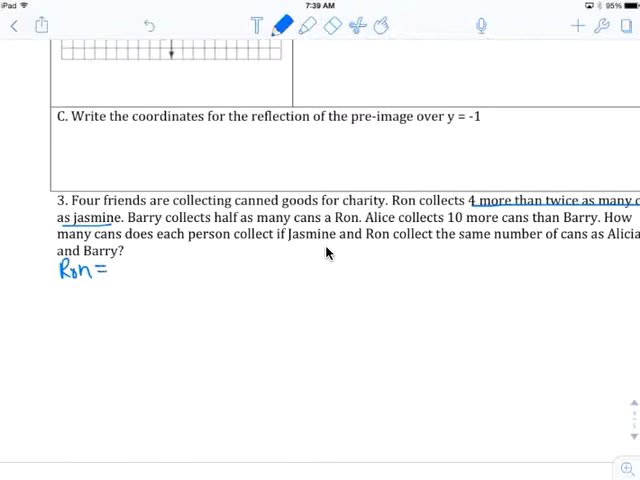 iPad
7:39 AM
95%
T
C. Write the coordinates for the reflection of the pre-image over y = -1
3. Four friends are collecting canned goods for charity. Ron collects 4 more than twice as many c
as jasmine. Barry collects half as many cans a Ron. Alice collects 10 more cans than Barry. How
many cans does each person collect if Jasmine and Ron collect the same number of cans as Alicia
and Barry?
Ron =